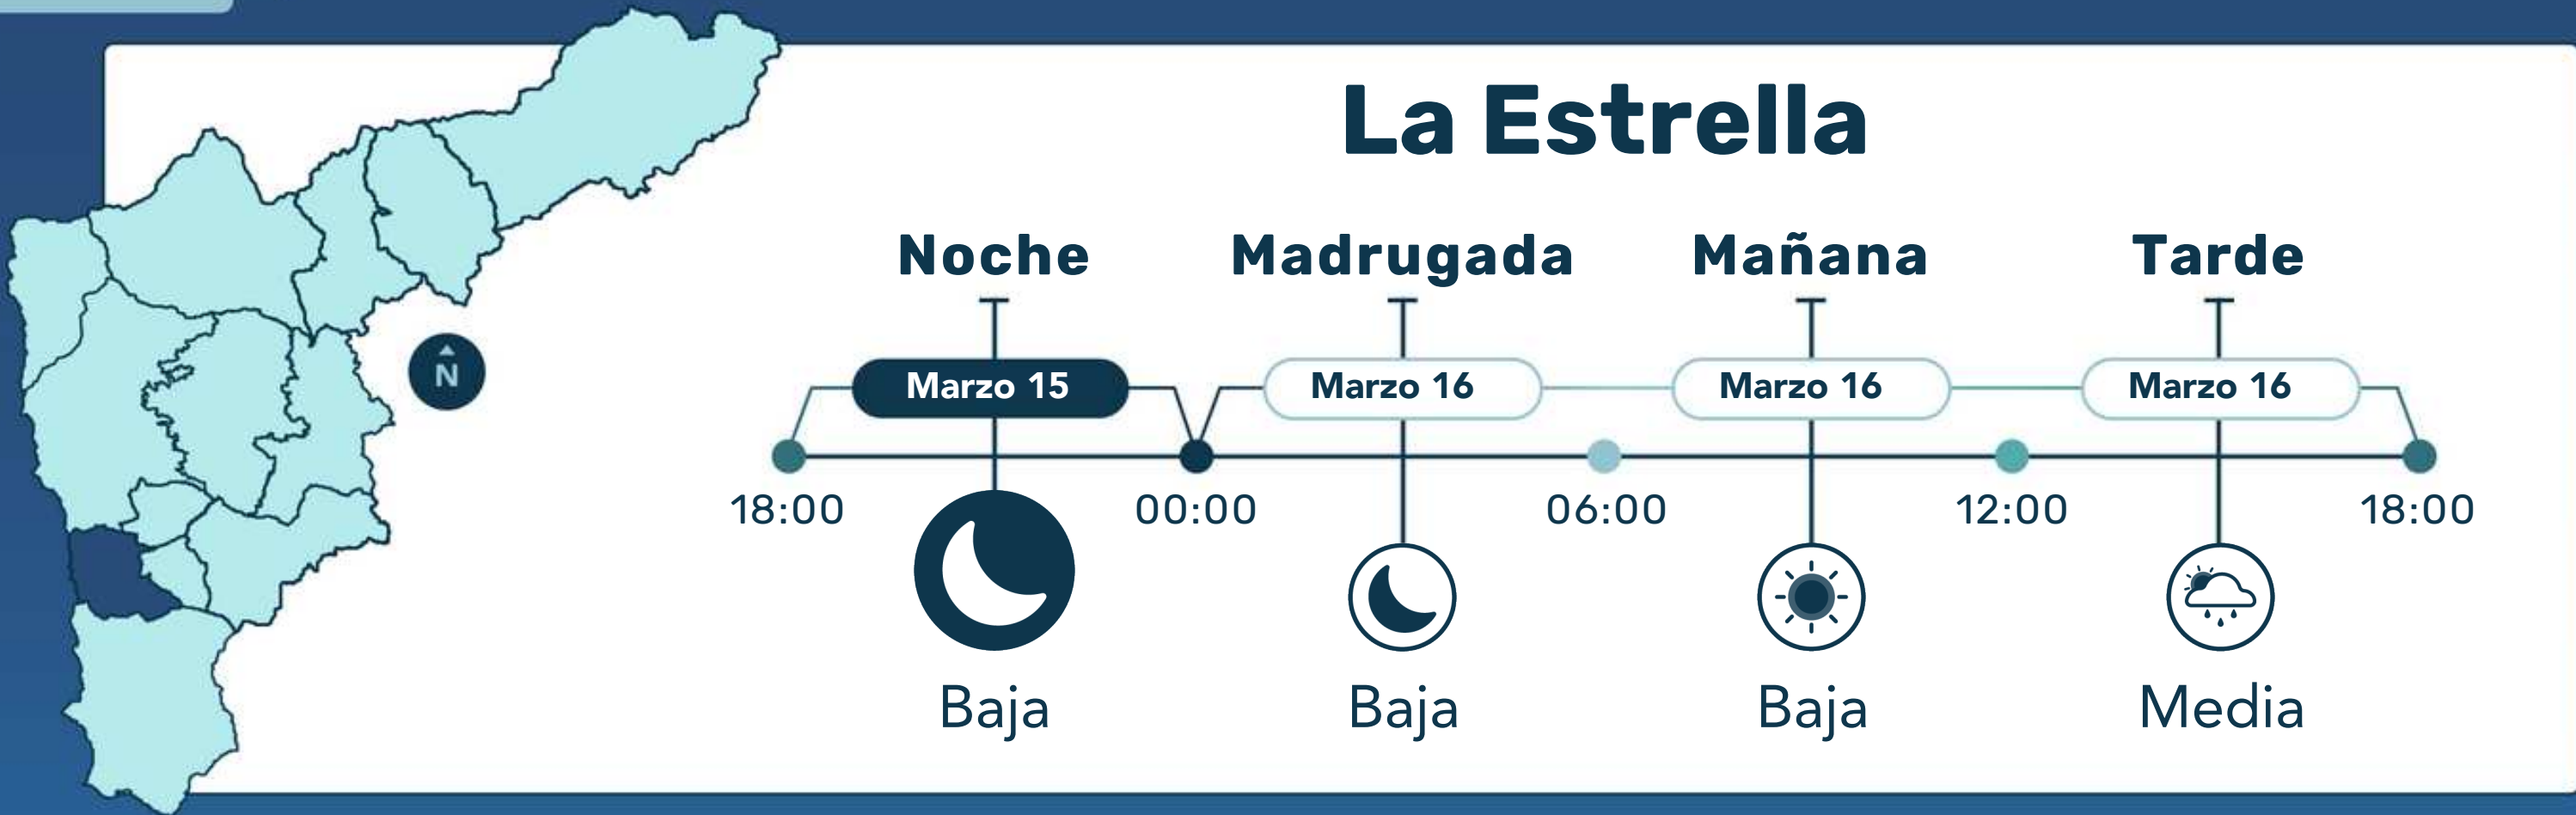 La Estrella
Noche Madrugada Mañana Tarde
N
Marzo 15 Marzo 16 Marzo 16 Marzo 16
18:00 00:00 06:00 12:00 18:00
Baja Baja Baja Media